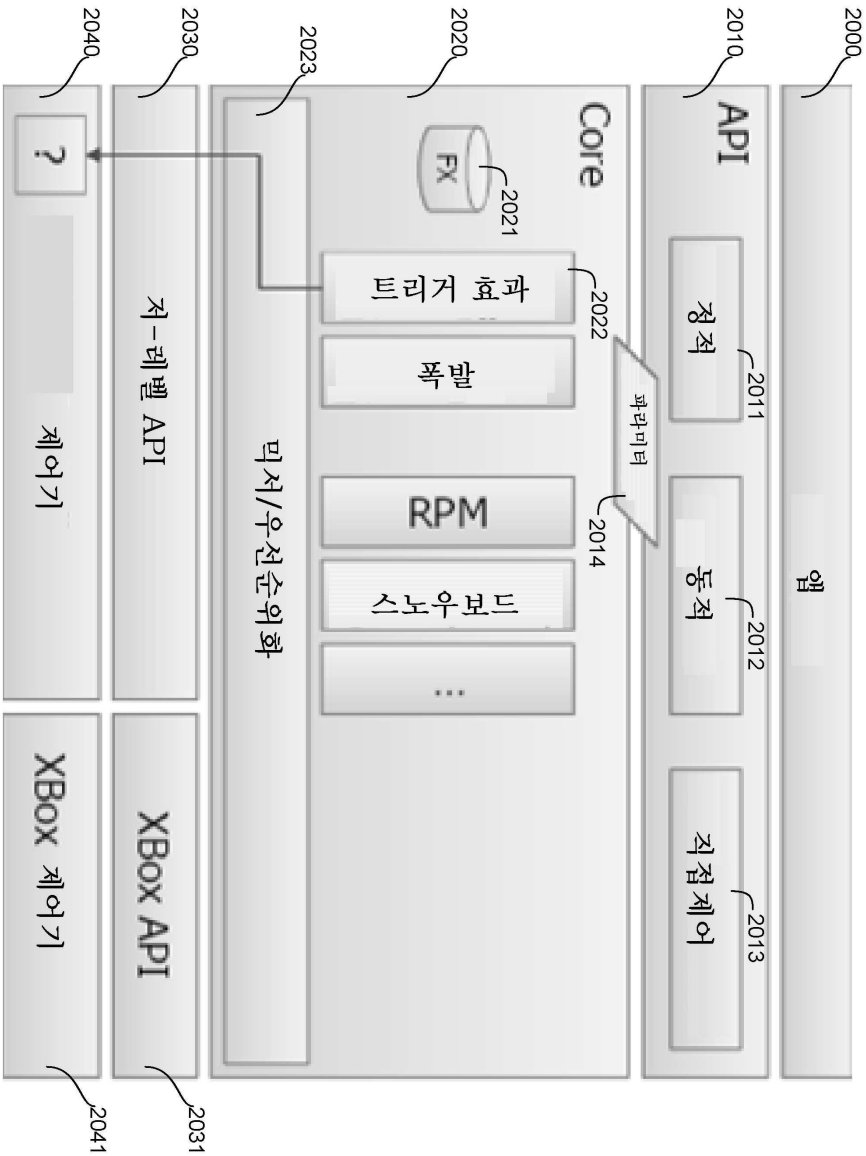 2000
앱
2010
API
정적
2011
동적
2012
직접제어
2013
파라미터
2014
2020
Core
FX
2021
트리거 효과
2022
폭발
RPM
스노우보드
...
2023
믹서/우선순위화
2030
저-레벨 API
XBox API
2031
2040
?
제어기
XBox 제어기
2041